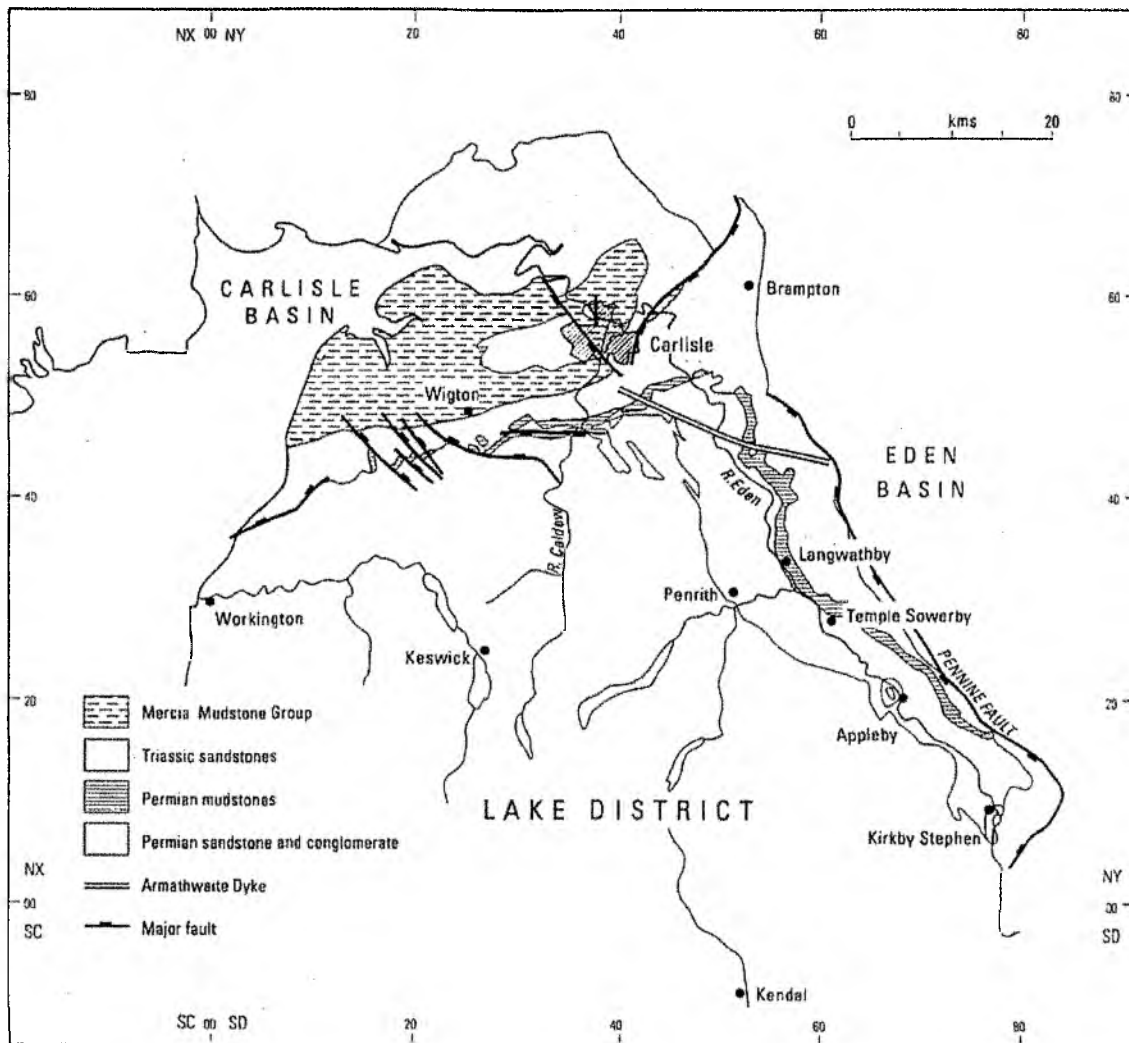 NX 00 NY
20
40
60
80
80
80
0 kms 20
CARLISLE
BASIN
60
Brampton
60
Carlisle
Wigton
EDEN
BASIN
40
R. Eden
40
R. Caldew
Langwathby
Penrith
Workington
Temple Sowerby
Keswick
PENNINE FAULT
20
20
Mercia Mudstone Group
Appleby
Triassic sandstones
Permian mudstones
LAKE DISTRICT
Kirkby Stephen
Permian sandstone and conglomerate
NX
00
SC
NY
00
SD
Armathwaite Dyke
Major fault
Kendal
SC 00 SD
20
40
60
80